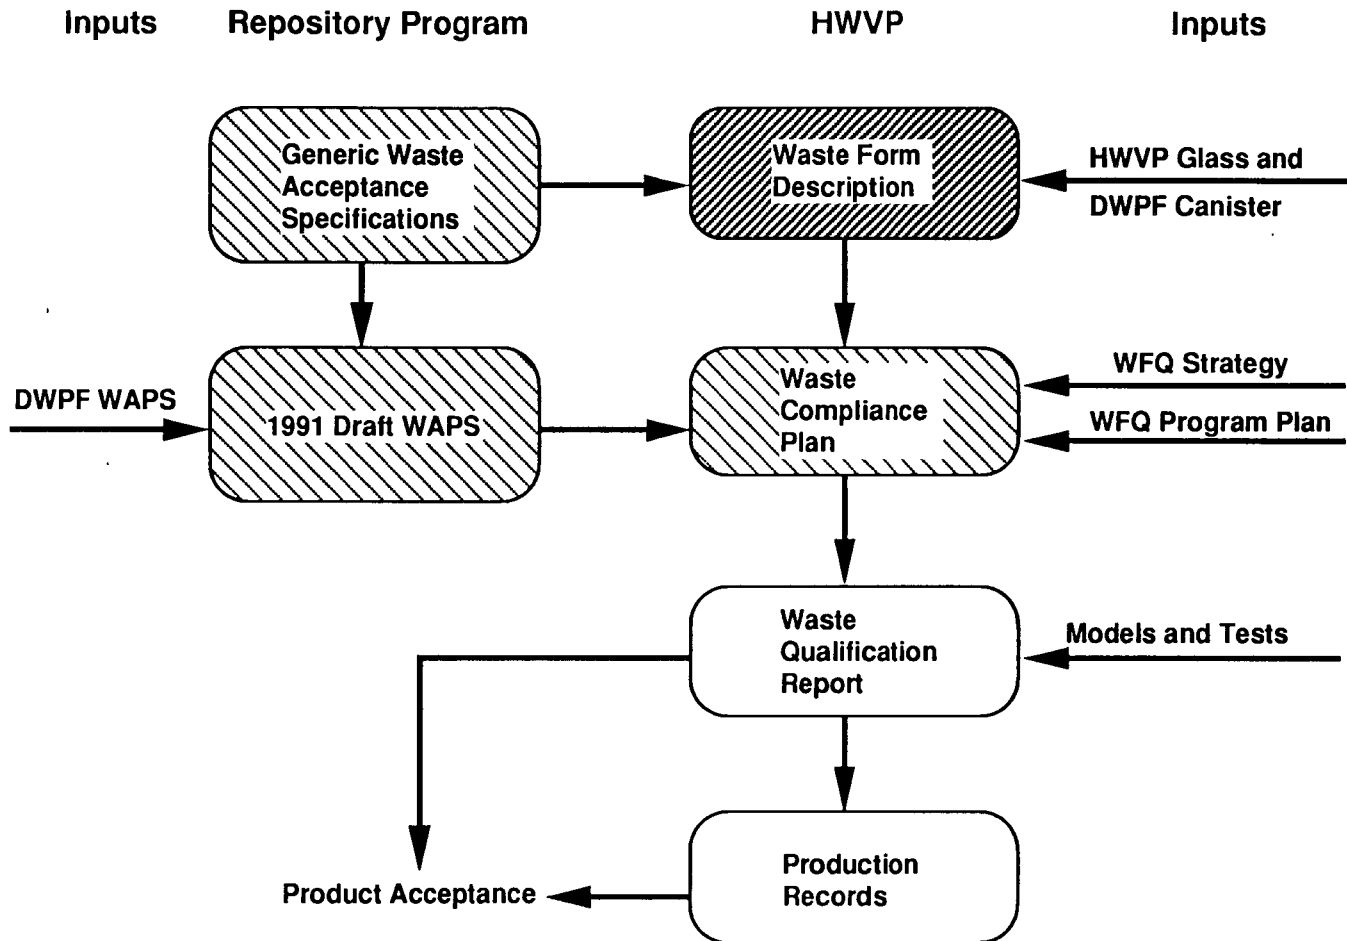 Inputs
Repository Program
HWVP
Inputs
Generic Waste
Acceptance
Specifications
Waste Form
Description
HWVP Glass and
DWPF Canister
DWPF WAPS
1991 Draft WAPS
Waste
Compliance
Plan
WFQ Strategy
WFQ Program Plan
Waste
Qualification
Report
Models and Tests
Product Acceptance
Production
Records